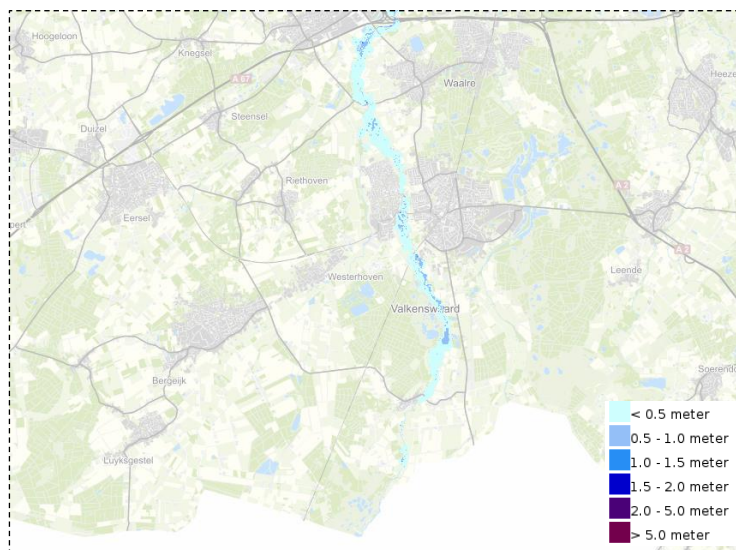 Hoogeloon
Knegsel
A 67
Waalre
Heeze
Steensel
Duizel
Riethoven
A 2
Eersel
Leende
A 2
Westerhoven
Valkenswaard
Bergeijk
Soerendo
Luyksgestel
< 0.5 meter
0.5 - 1.0 meter
1.0 - 1.5 meter
1.5 - 2.0 meter
2.0 - 5.0 meter
> 5.0 meter